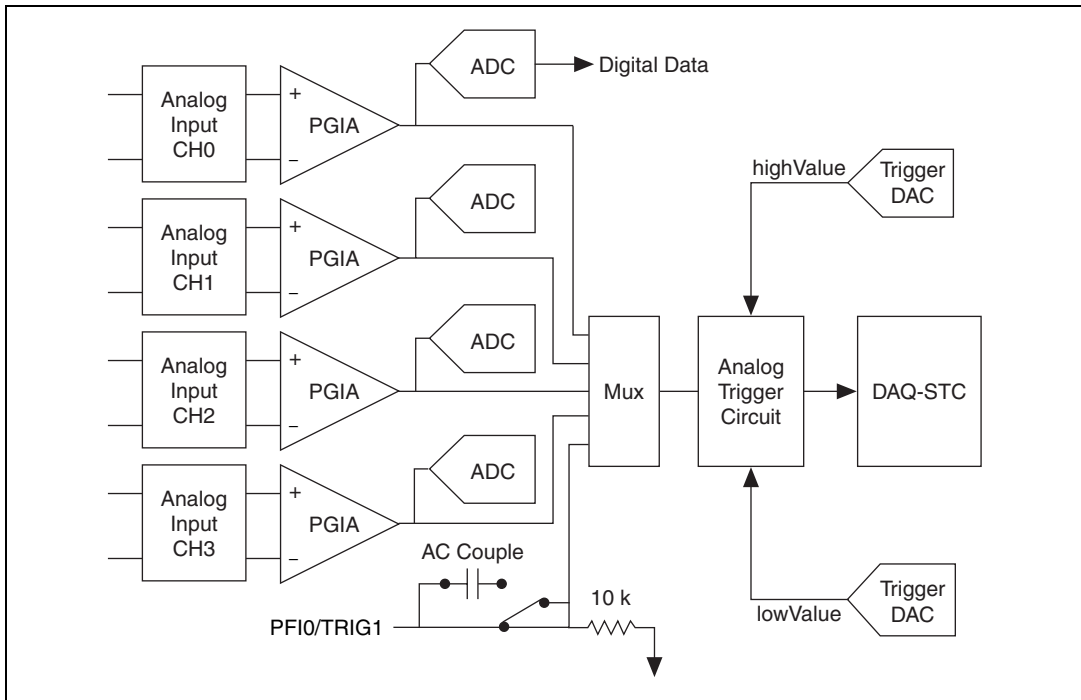 ADC
Digital Data
Analog
Input
CH0
+
−
PGIA
highValue
Trigger
DAC
ADC
Analog
Input
CH1
+
−
PGIA
ADC
Analog
Input
CH2
+
−
PGIA
Mux
Analog
Trigger
Circuit
DAQ-STC
ADC
Analog
Input
CH3
+
−
PGIA
AC Couple
10 k
PFI0/TRIG1
lowValue
Trigger
DAC